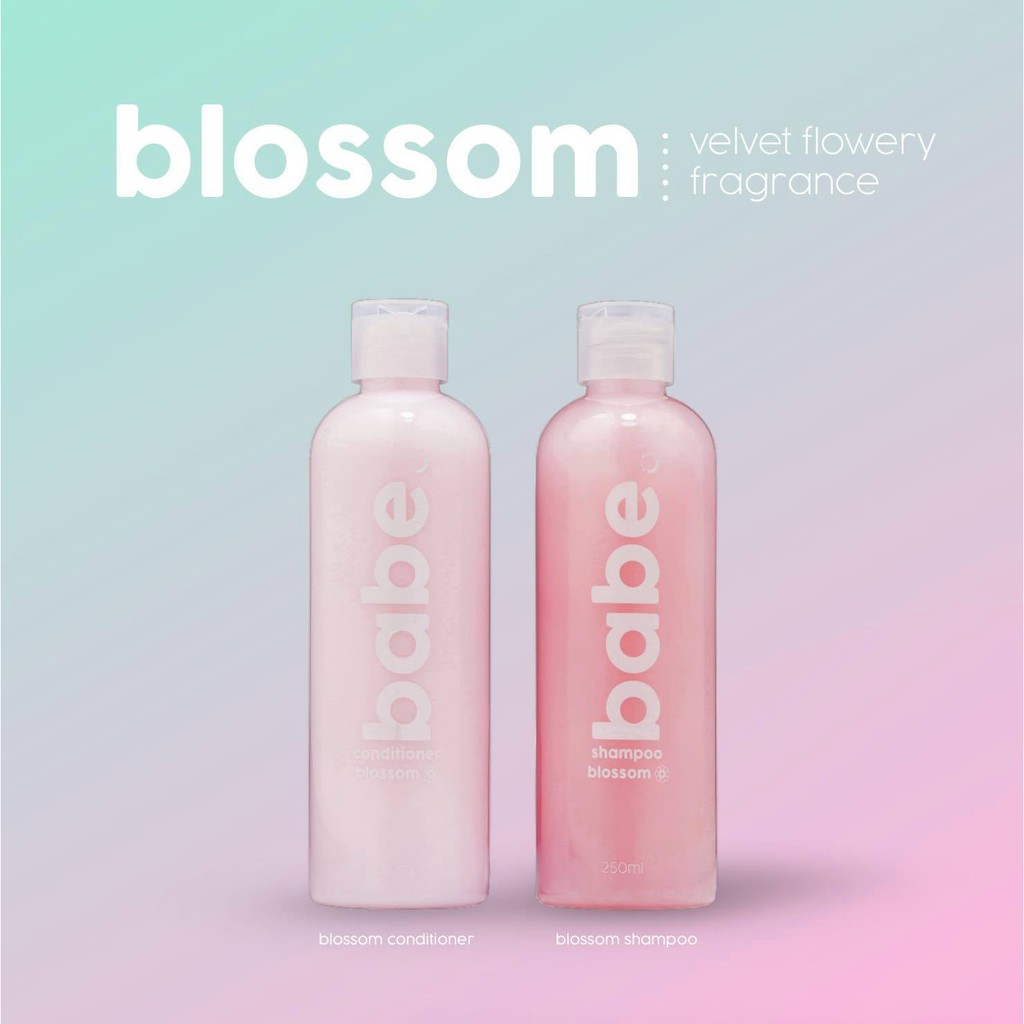 blossom
velvet flowery
fragrance
babe
conditioner
blossom
babe
shampoo
blossom
250ml
blossom conditioner
blossom shampoo